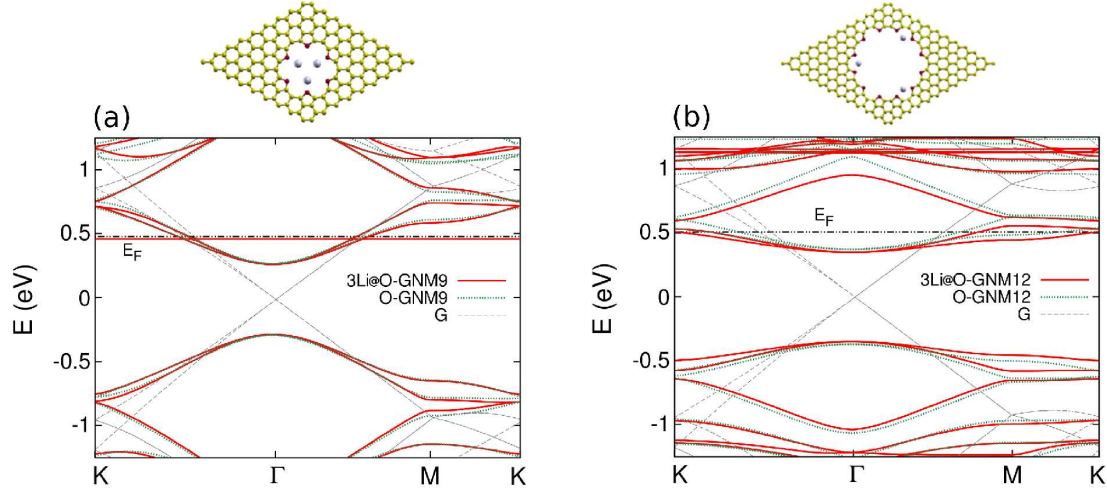 (a)
(b)
1
0.5
0
-0.5
-1
E (eV)
E_F
3Li@O-GNM9
O-GNM9
G
K
Γ
M
K
1
0.5
0
-0.5
-1
E (eV)
E_F
3Li@O-GNM12
O-GNM12
G
K
Γ
M
K